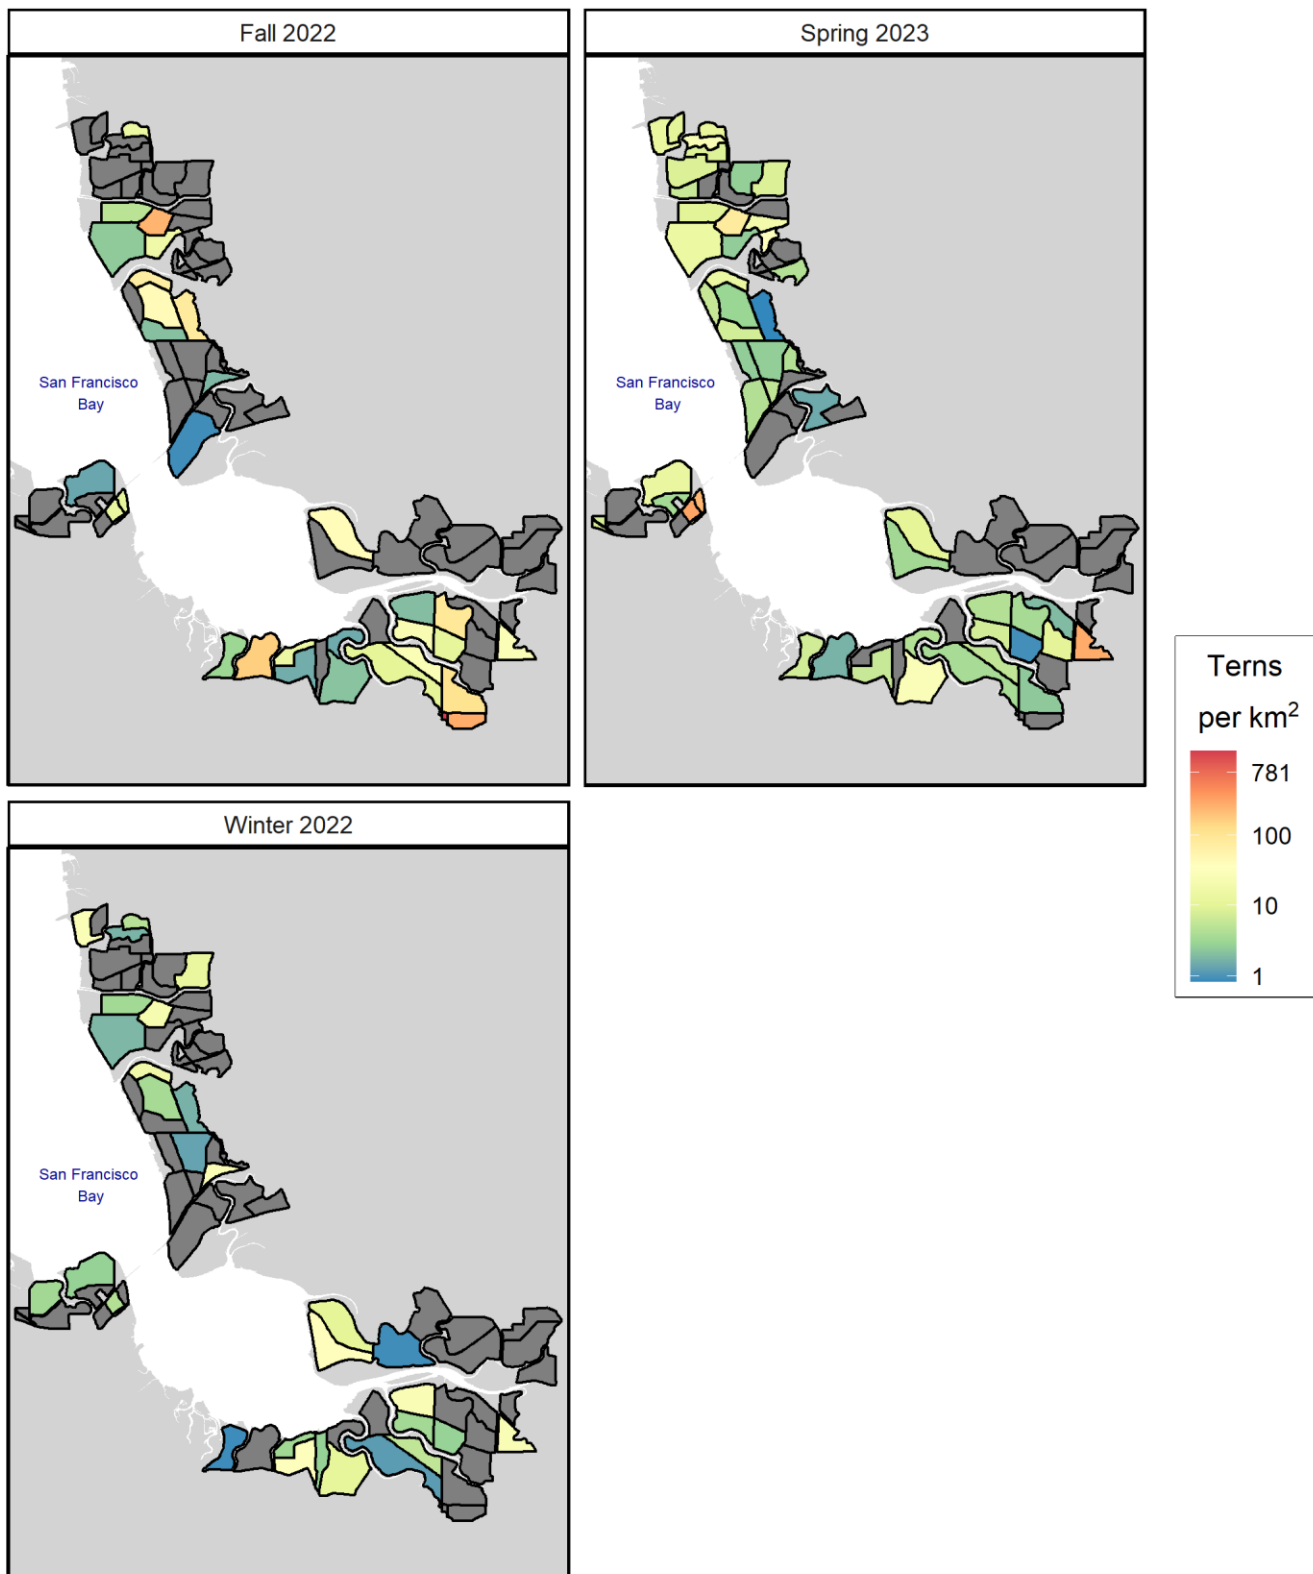 Fall 2022
Spring 2023
San Francisco
Bay
San Francisco
Bay
Terns
per km²
781
100
10
1
Winter 2022
San Francisco
Bay